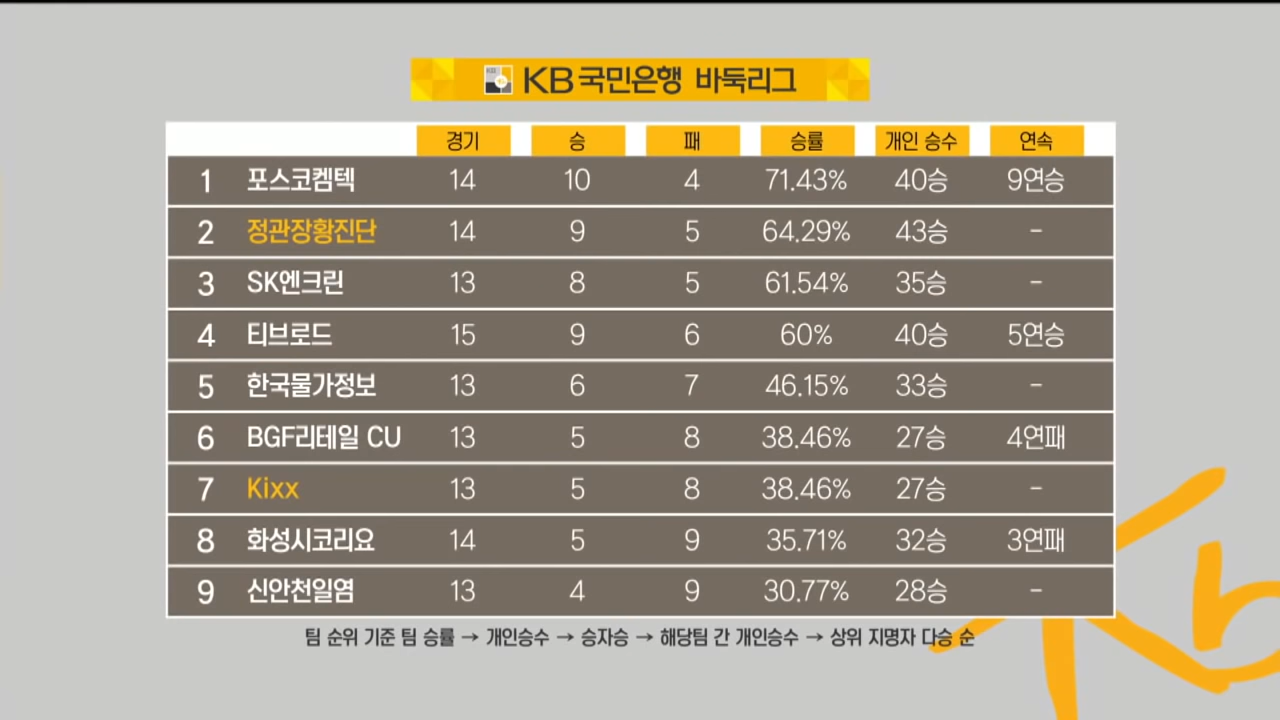 KB국민은행 바둑리그
경기 승 패 승률 개인 승수 연속
1 포스코켐텍 14 10 4 71.43% 40승 9연승
2 정관장황진단 14 9 5 64.29% 43승 -
3 SK엔크린 13 8 5 61.54% 35승 -
4 티브로드 15 9 6 60% 40승 5연승
5 한국물가정보 13 6 7 46.15% 33승 -
6 BGF리테일 CU 13 5 8 38.46% 27승 4연패
7 Kixx 13 5 8 38.46% 27승 -
8 화성시코리요 14 5 9 35.71% 32승 3연패
9 신안천일염 13 4 9 30.77% 28승 -
팀 순위 기준 팀 승률 → 개인승수 → 승자승 → 해당팀 간 개인승수 → 상위 지명자 다승 순
Kb